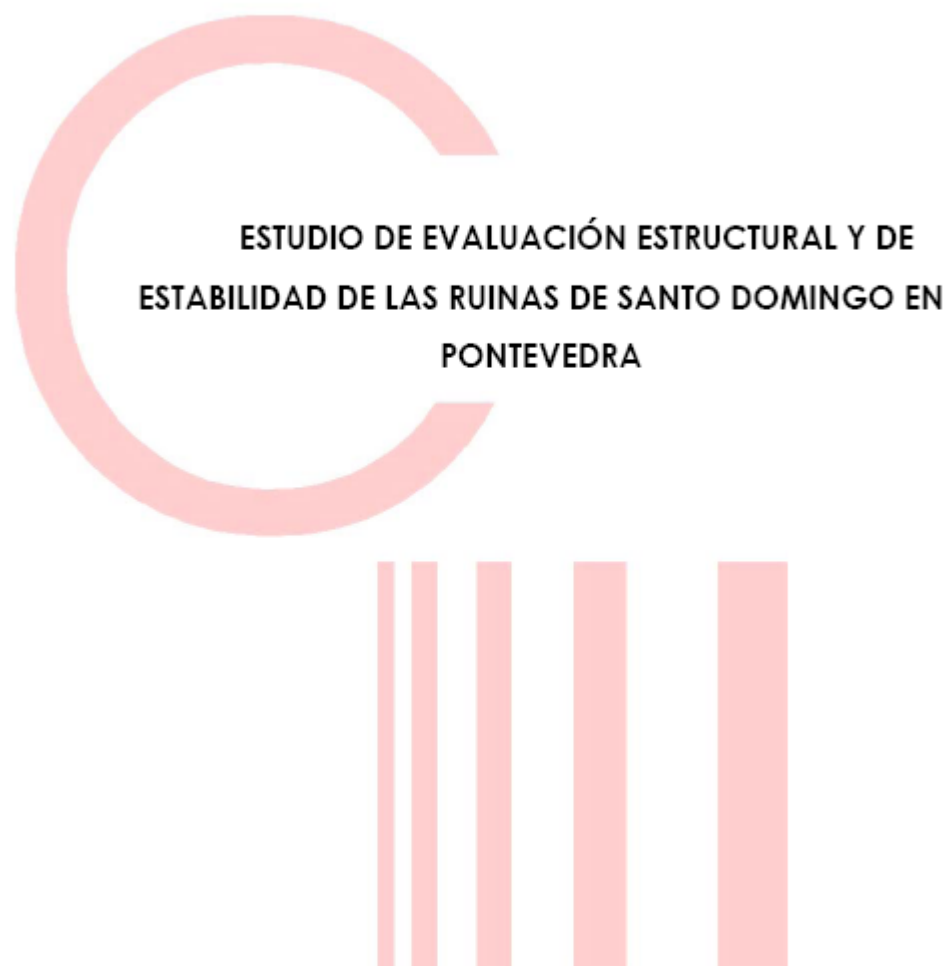 ESTUDIO DE EVALUACIÓN ESTRUCTURAL Y DE
ESTABILIDAD DE LAS RUINAS DE SANTO DOMINGO EN
PONTEVEDRA